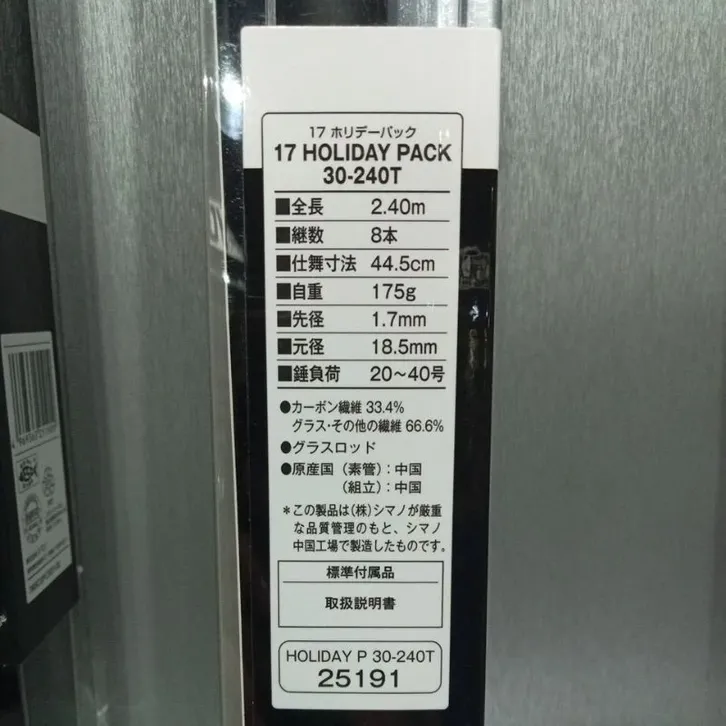 17 ホリデーパック
17 HOLIDAY PACK
30-240T
■全長 2.40m
■継数 8本
■仕舞寸法 44.5cm
■自重 175g
■先径 1.7mm
■元径 18.5mm
■錘負荷 20〜40号
●カーボン繊維 33.4%
グラス・その他の繊維 66.6%
●グラスロッド
●原産国(素管):中国
(組立):中国
＊この製品は(株)シマノが厳重
な品質管理のもと、シマノ
中国工場で製造したものです。
標準付属品
取扱説明書
HOLIDAY P 30-240T
25191